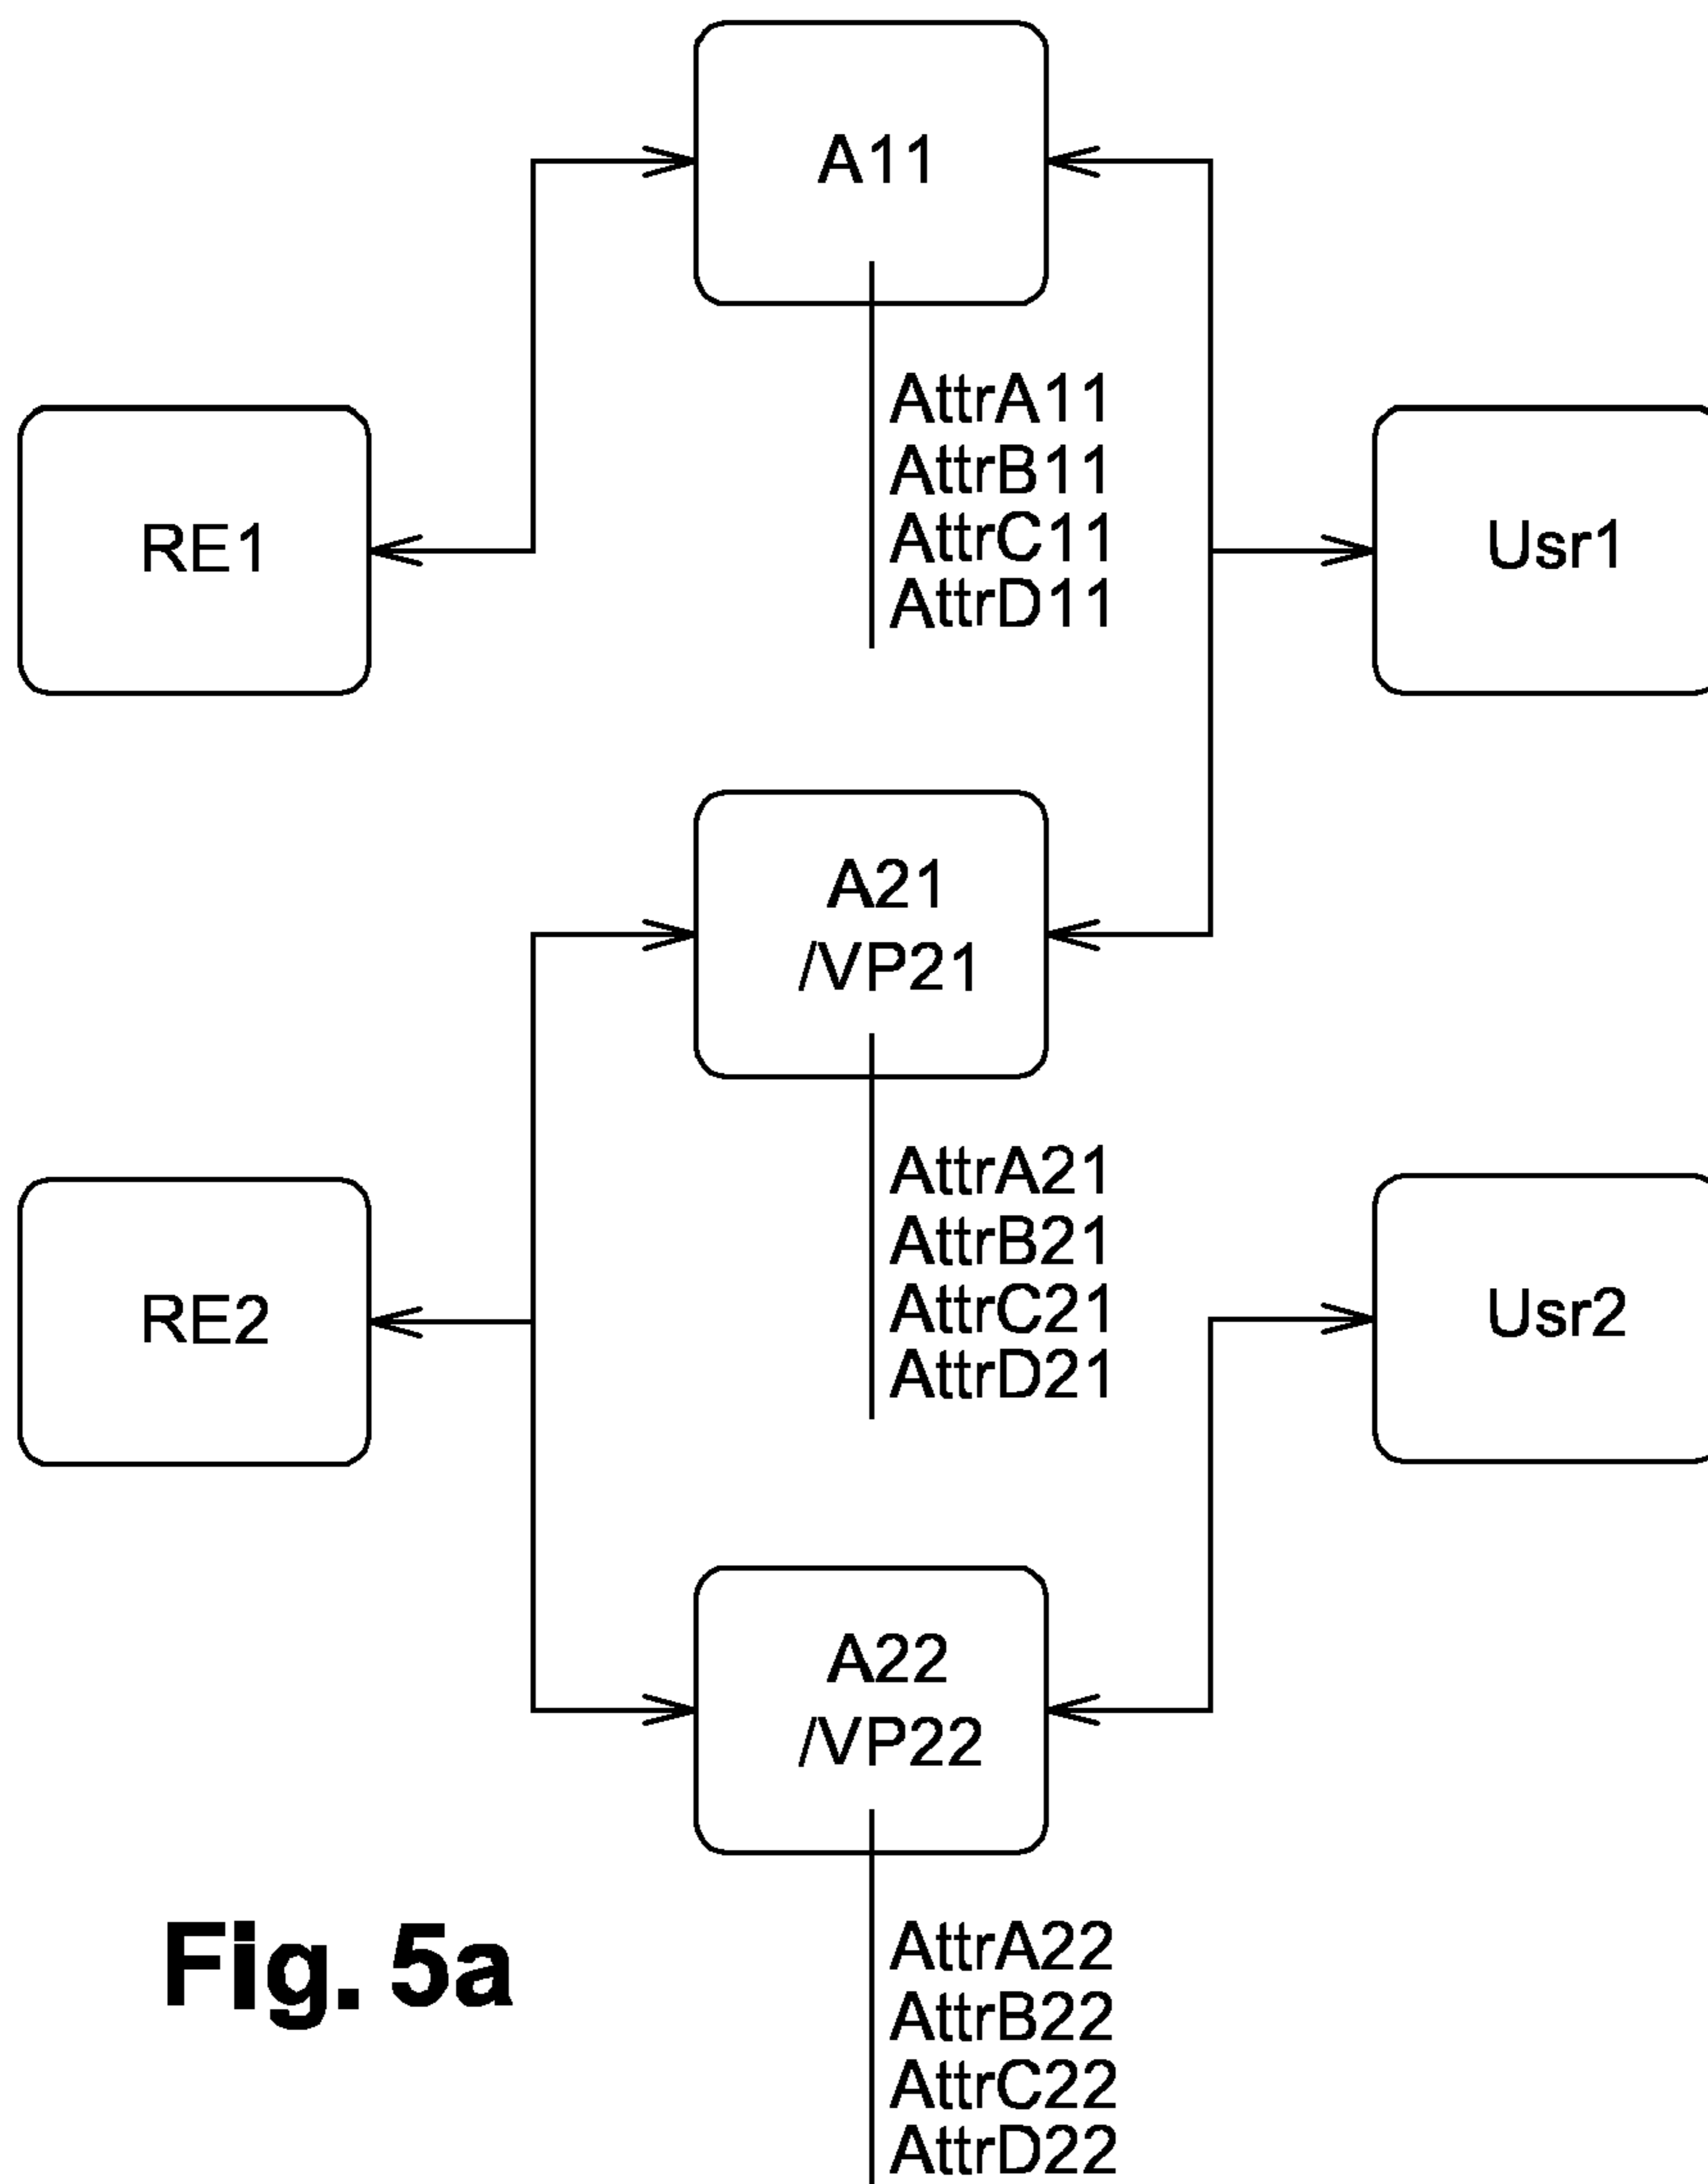 A11
AttrA11
AttrB11
AttrC11
AttrD11
RE1
Usr1
A21
/VP21
AttrA21
AttrB21
AttrC21
AttrD21
RE2
Usr2
A22
/VP22
AttrA22
AttrB22
AttrC22
AttrD22
Fig. 5a